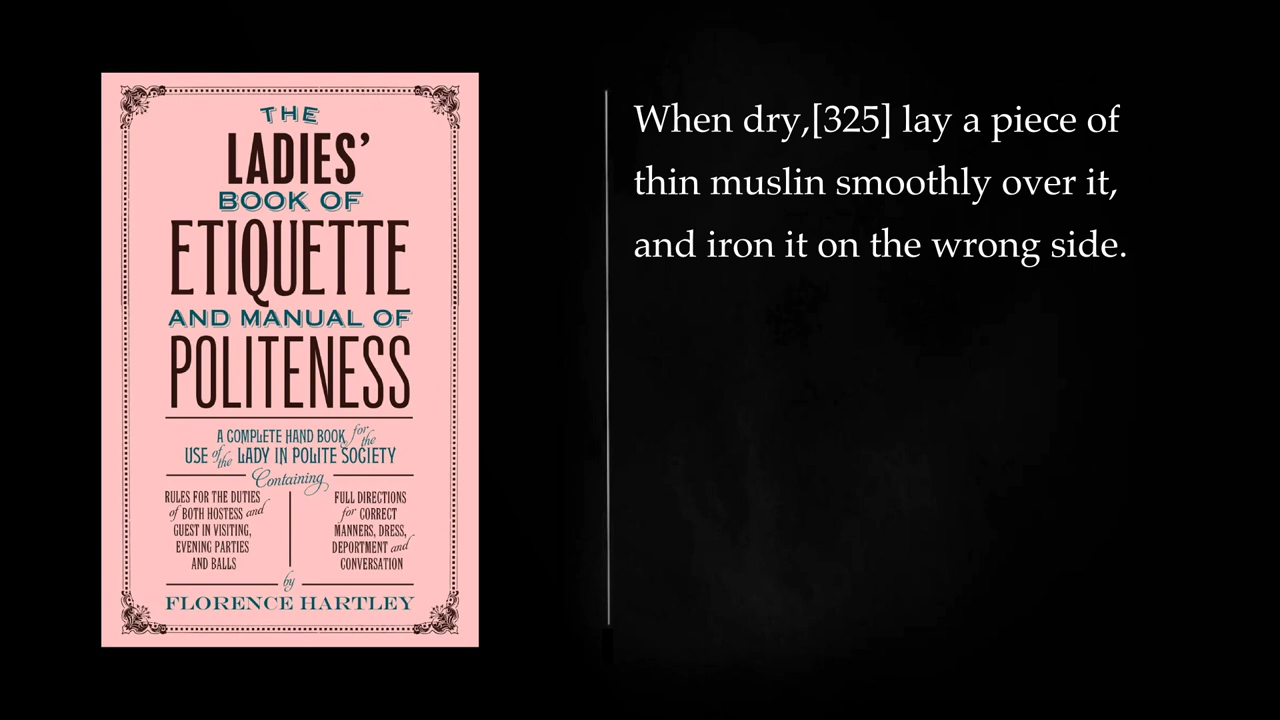 THE
LADIES'
BOOK OF
ETIQUETTE
AND MANUAL OF
POLITENESS
A COMPLETE HAND BOOK for the
USE of the LADY IN POLITE SOCIETY
Containing
RULES FOR THE DUTIES
of BOTH HOSTESS and
GUEST IN VISITING,
EVENING PARTIES
AND BALLS
FULL DIRECTIONS
for CORRECT
MANNERS, DRESS,
DEPORTMENT and
CONVERSATION
by
FLORENCE HARTLEY
When dry,[325] lay a piece of
thin muslin smoothly over it,
and iron it on the wrong side.